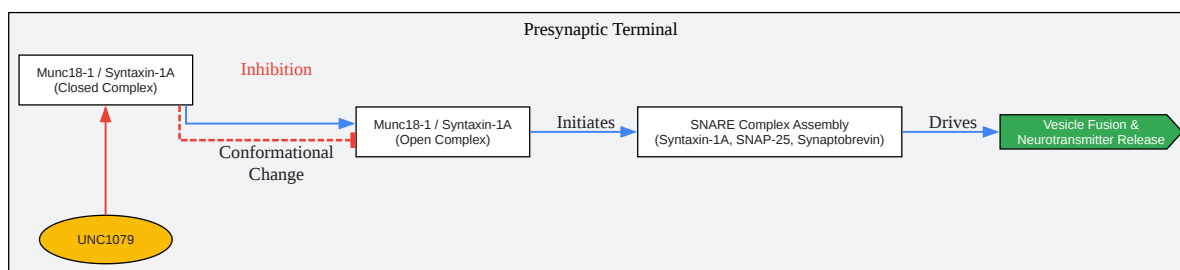 Presynaptic Terminal
Munc18-1 / Syntaxin-1A
(Closed Complex)
Inhibition
Conformational
Change
Munc18-1 / Syntaxin-1A
(Open Complex)
Initiates
SNARE Complex Assembly
(Syntaxin-1A, SNAP-25, Synaptobrevin)
Drives
Vesicle Fusion &
Neurotransmitter Release
UNC1079